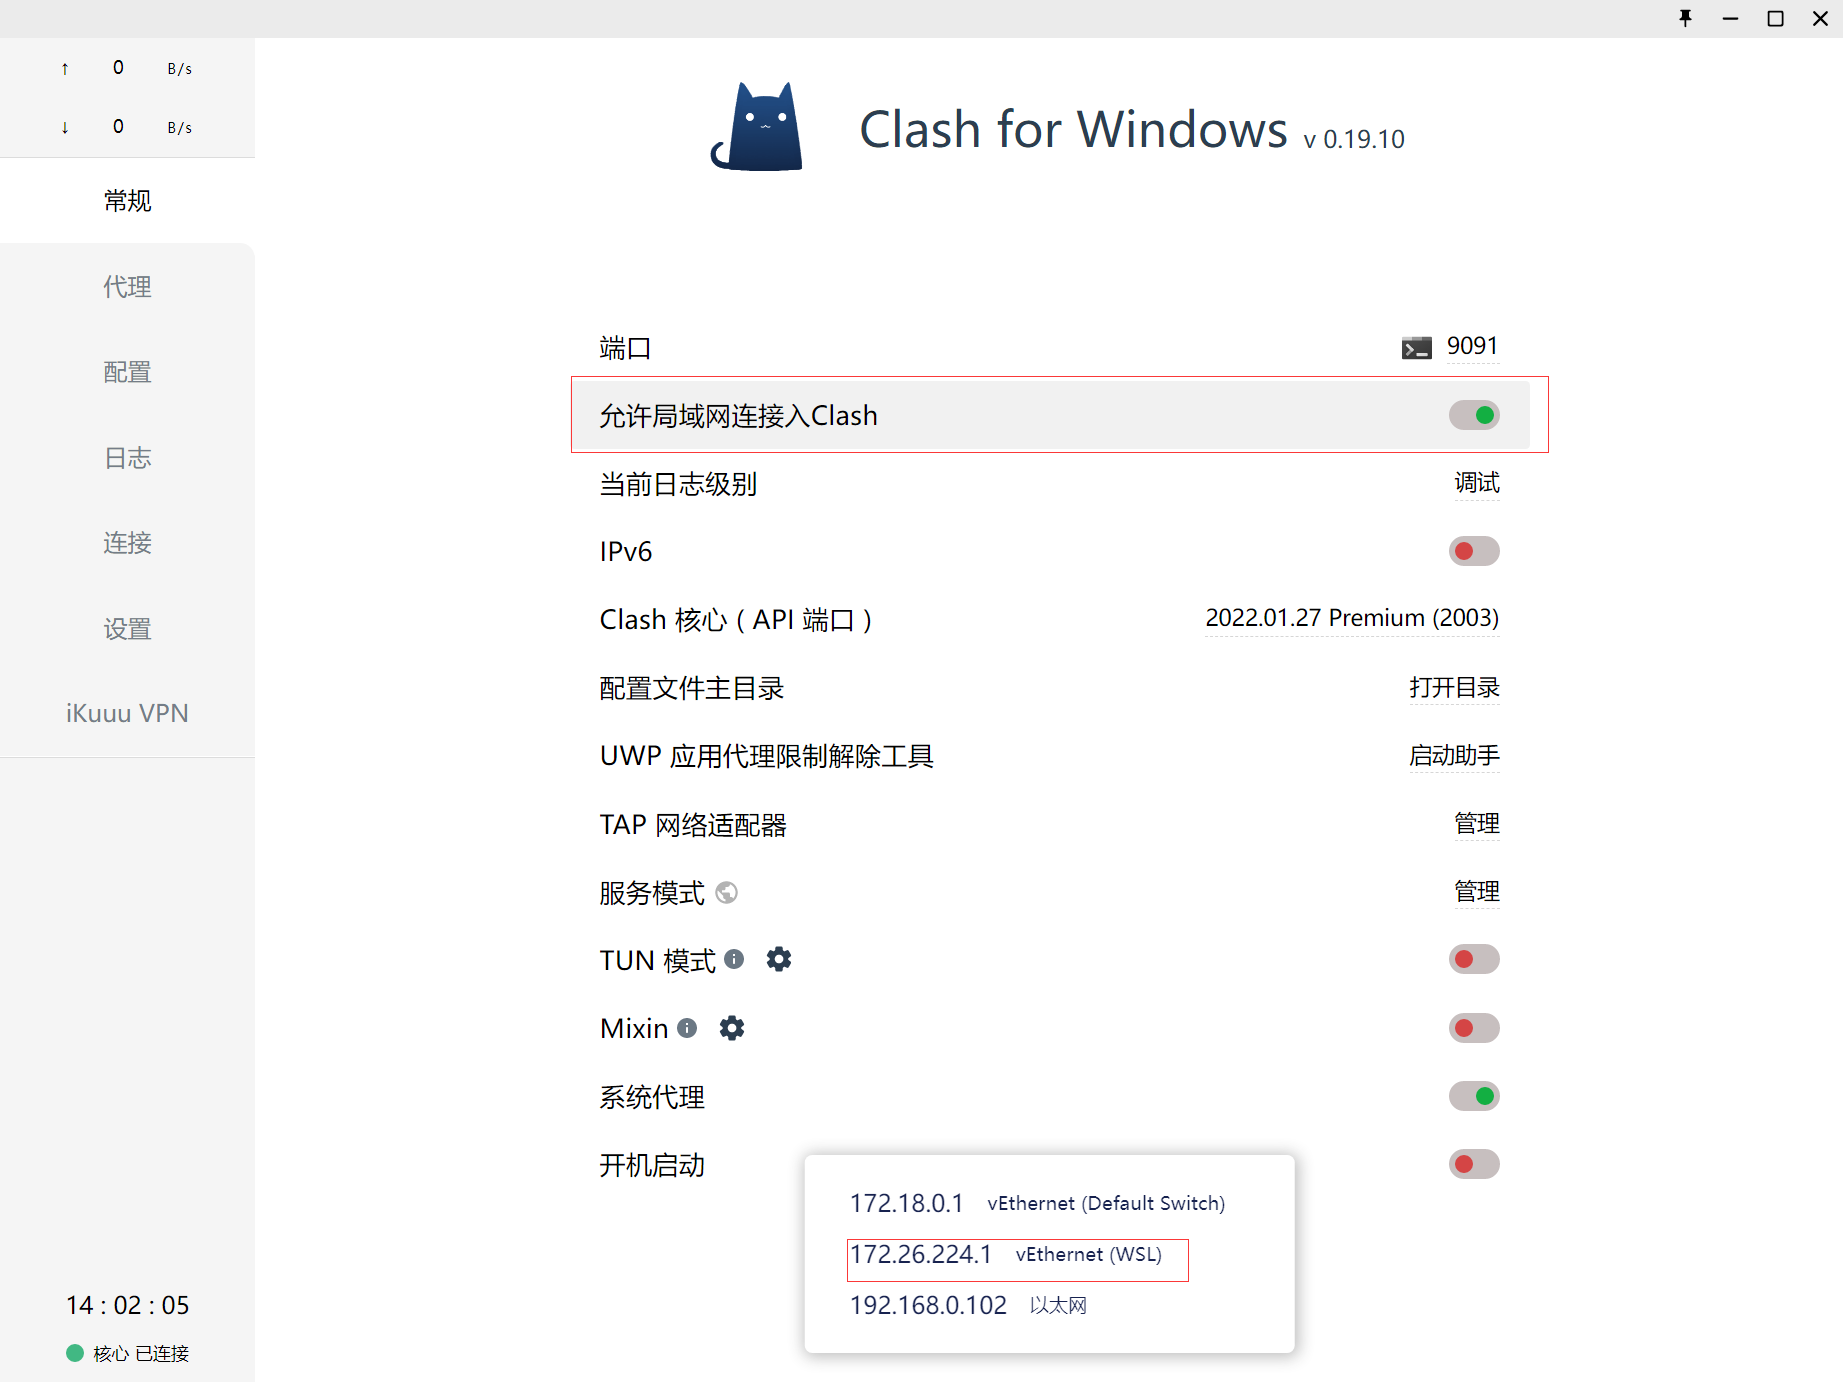 ↑ 0 B/s
↓ 0 B/s
常规
代理
配置
日志
连接
设置
iKuuu VPN
14 : 02 : 05
核心 已连接
Clash for Windows v 0.19.10
端口 9091
允许局域网连接入Clash
当前日志级别 调试
IPv6
Clash 核心 ( API 端口 ) 2022.01.27 Premium (2003)
配置文件主目录 打开目录
UWP 应用代理限制解除工具 启动助手
TAP 网络适配器 管理
服务模式 管理
TUN 模式
Mixin
系统代理
开机启动
172.18.0.1 vEthernet (Default Switch)
172.26.224.1 vEthernet (WSL)
192.168.0.102 以太网